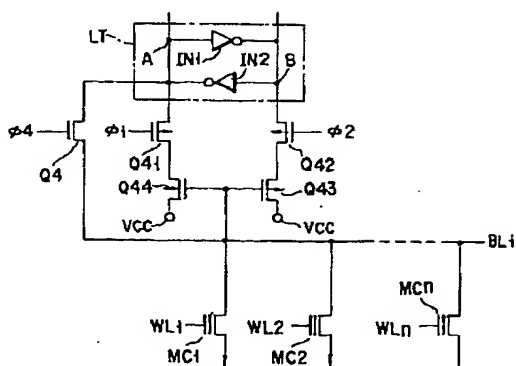 LT
A
IN1
IN2
B
φ4
Q4
φ1
Q41
φ2
Q42
Q44
Q43
VCC
VCC
BLi
WL1
MC1
WL2
MC2
MCn
WLn